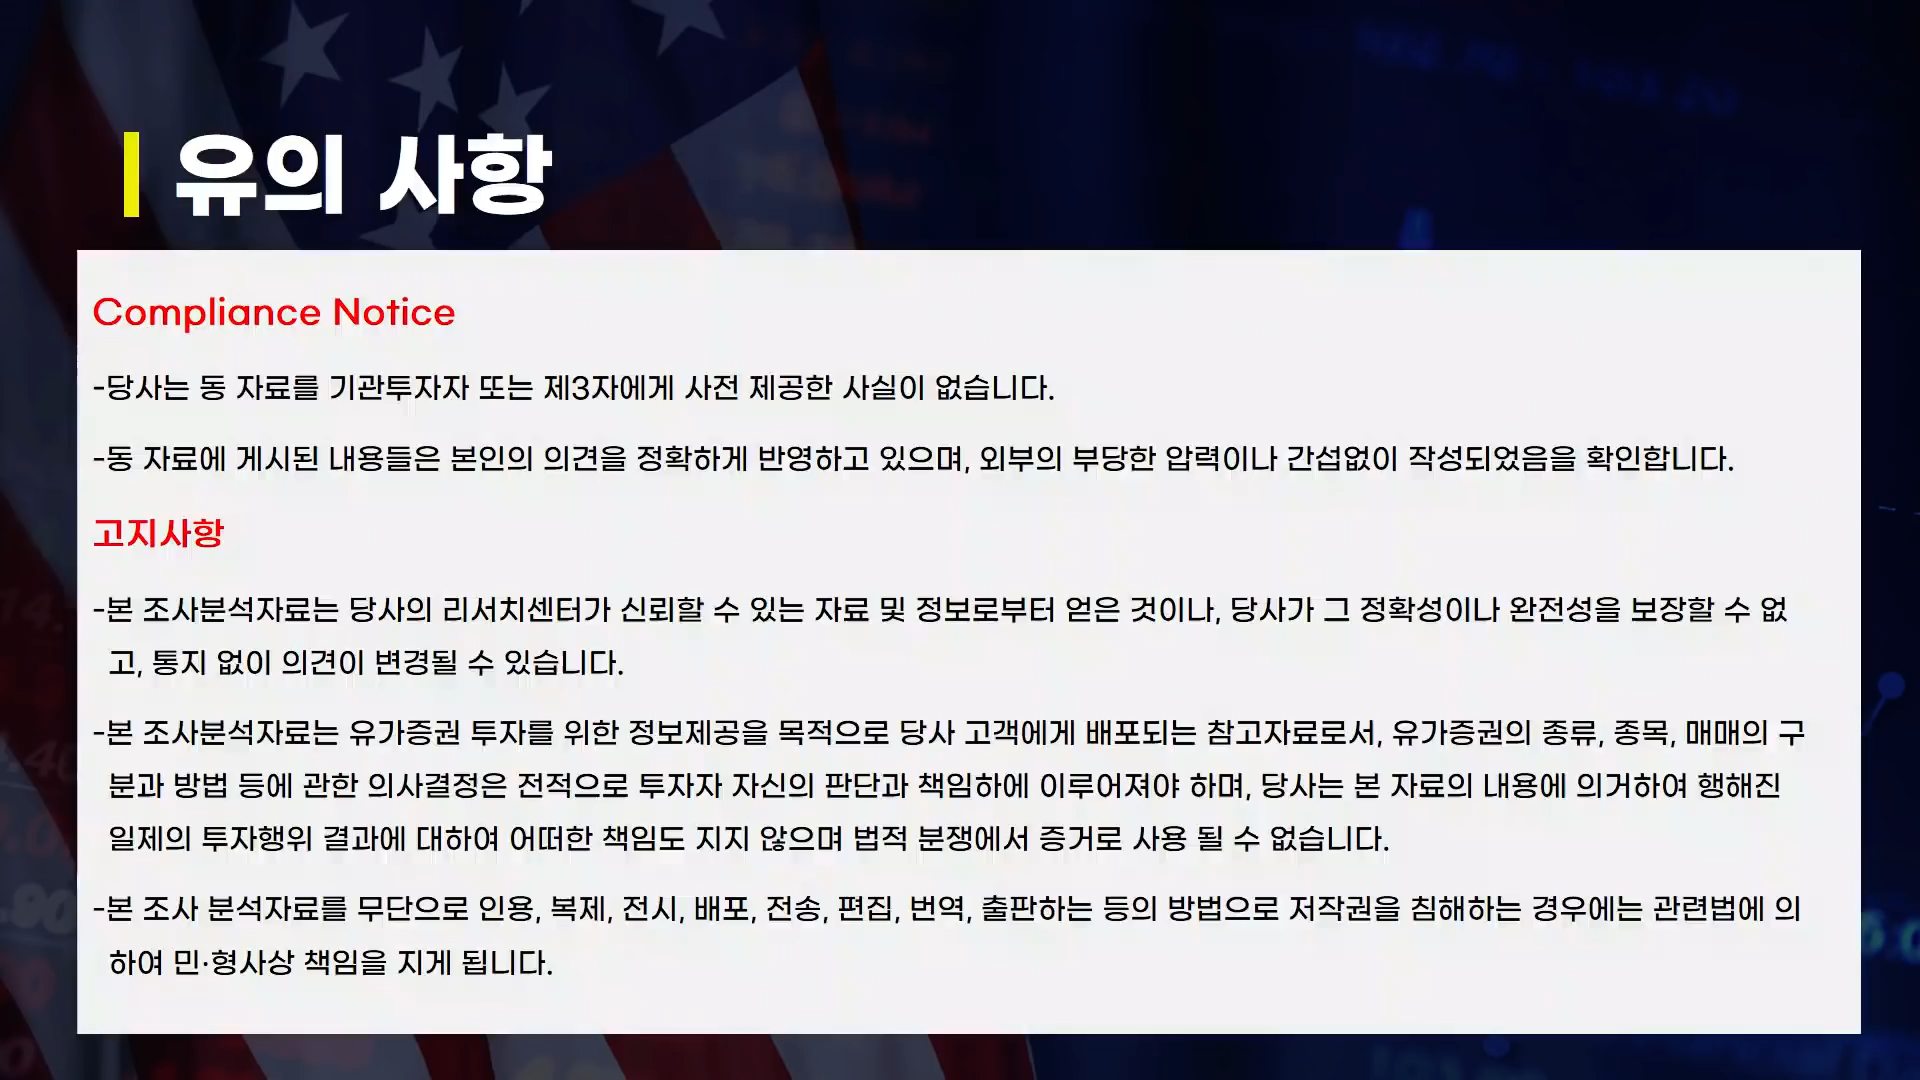 유의 사항
Compliance Notice
-당사는 동 자료를 기관투자자 또는 제3자에게 사전 제공한 사실이 없습니다.
-동 자료에 게시된 내용들은 본인의 의견을 정확하게 반영하고 있으며, 외부의 부당한 압력이나 간섭없이 작성되었음을 확인합니다.
고지사항
-본 조사분석자료는 당사의 리서치센터가 신뢰할 수 있는 자료 및 정보로부터 얻은 것이나, 당사가 그 정확성이나 완전성을 보장할 수 없
고, 통지 없이 의견이 변경될 수 있습니다.
-본 조사분석자료는 유가증권 투자를 위한 정보제공을 목적으로 당사 고객에게 배포되는 참고자료로서, 유가증권의 종류, 종목, 매매의 구
분과 방법 등에 관한 의사결정은 전적으로 투자자 자신의 판단과 책임하에 이루어져야 하며, 당사는 본 자료의 내용에 의거하여 행해진
일제의 투자행위 결과에 대하여 어떠한 책임도 지지 않으며 법적 분쟁에서 증거로 사용 될 수 없습니다.
-본 조사 분석자료를 무단으로 인용, 복제, 전시, 배포, 전송, 편집, 번역, 출판하는 등의 방법으로 저작권을 침해하는 경우에는 관련법에 의
하여 민·형사상 책임을 지게 됩니다.